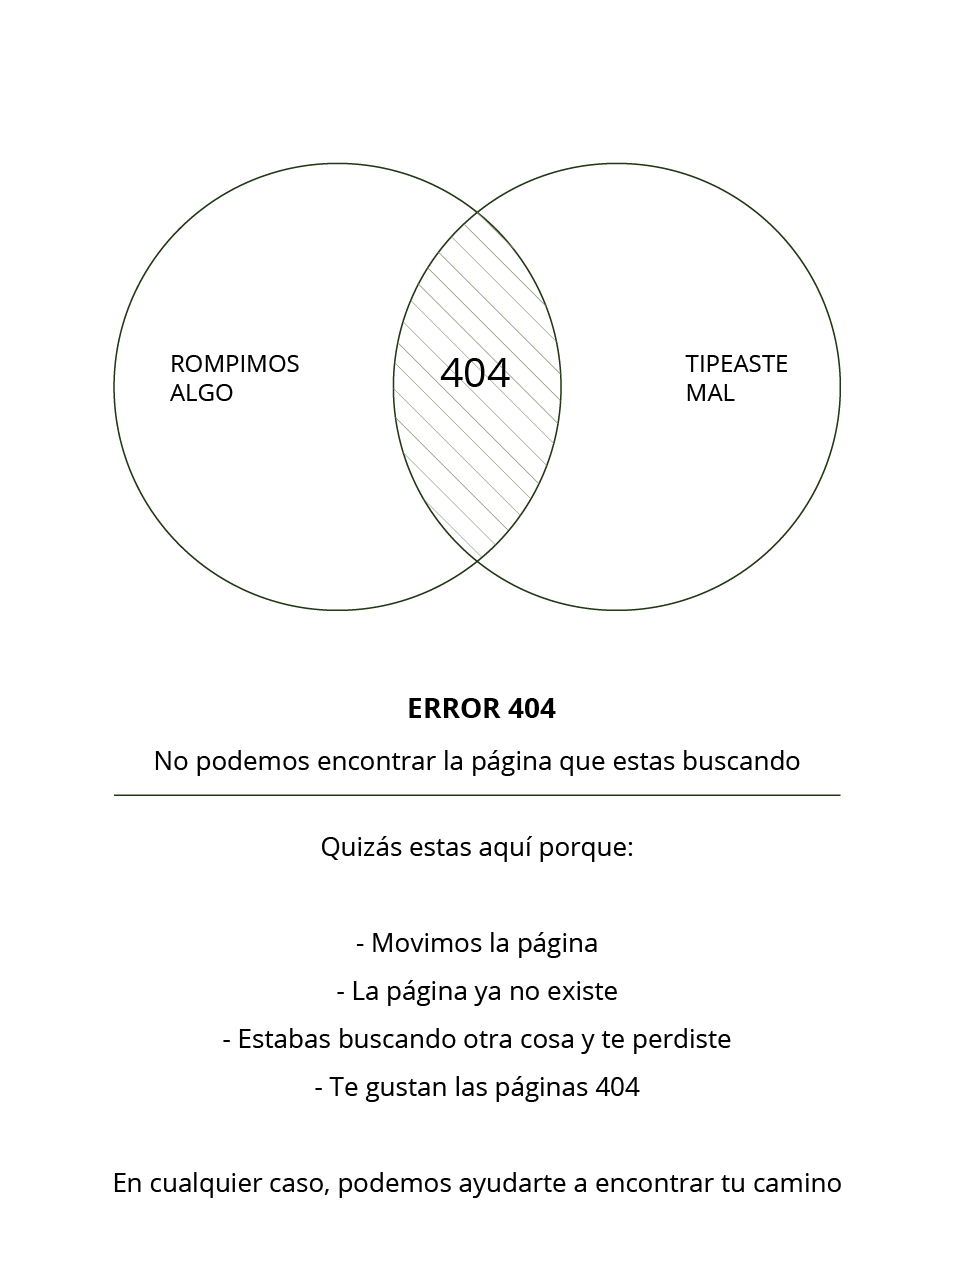 ROMPIMOS
ALGO
404
TIPEASTE
MAL
ERROR 404
No podemos encontrar la página que estas buscando
Quizás estas aquí porque:
- Movimos la página
- La página ya no existe
- Estabas buscando otra cosa y te perdiste
- Te gustan las páginas 404
En cualquier caso, podemos ayudarte a encontrar tu camino